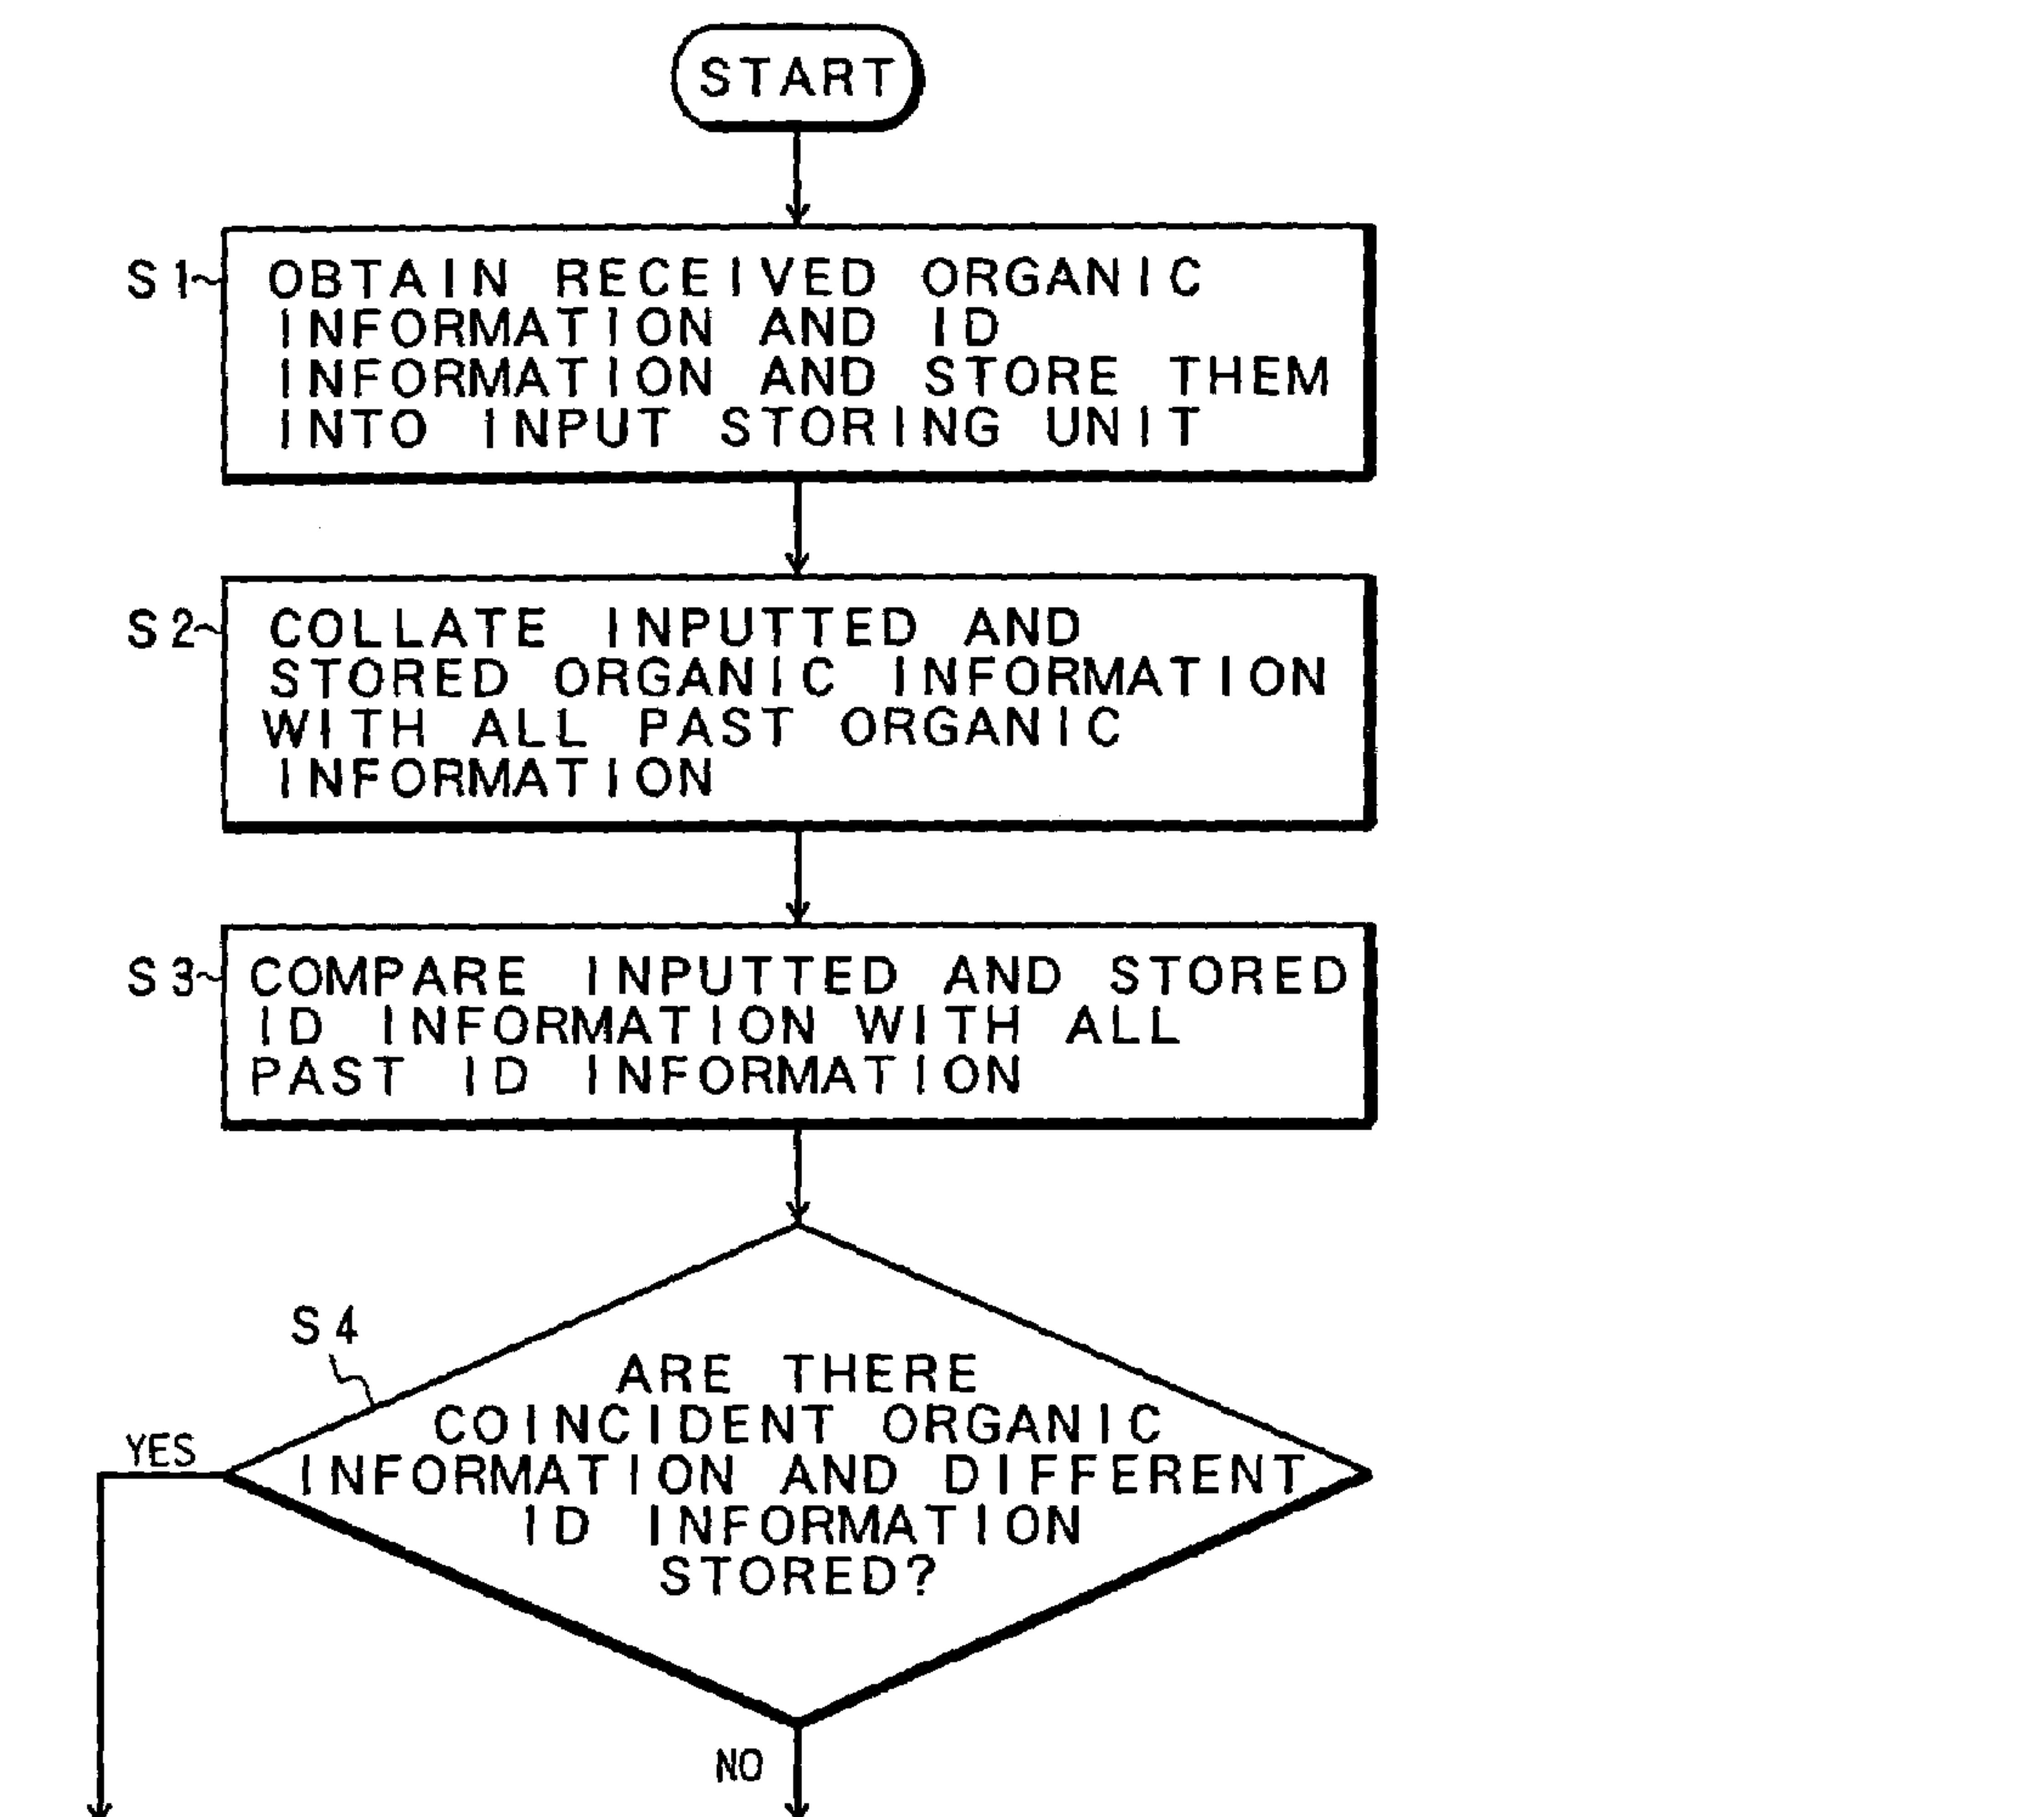 START
S1
OBTAIN RECEIVED ORGANIC
INFORMATION AND ID
INFORMATION AND STORE THEM
INTO INPUT STORING UNIT
S2
COLLATE INPUTTED AND
STORED ORGANIC INFORMATION
WITH ALL PAST ORGANIC
INFORMATION
S3
COMPARE INPUTTED AND STORED
ID INFORMATION WITH ALL
PAST ID INFORMATION
S4
ARE THERE
COINCIDENT ORGANIC
INFORMATION AND DIFFERENT
ID INFORMATION
STORED?
YES
NO